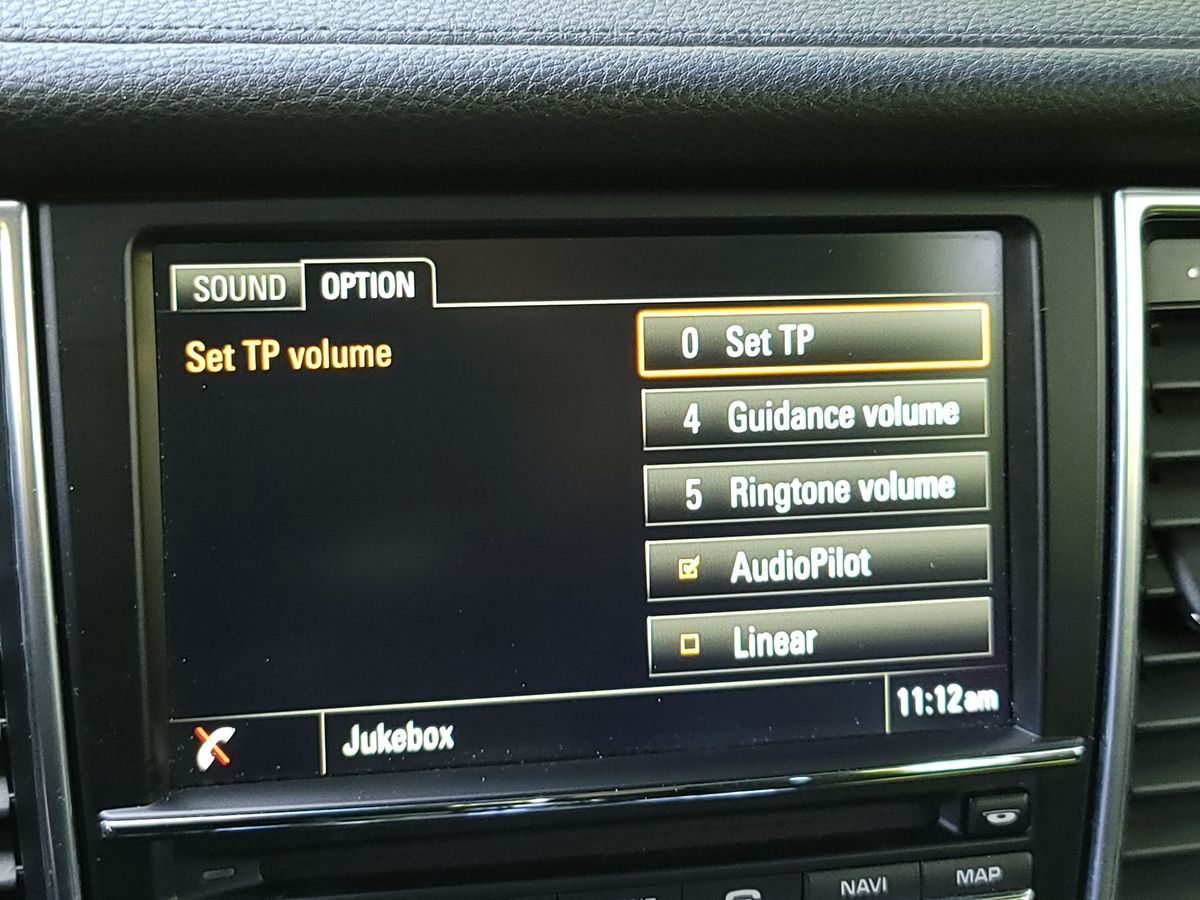 SOUND OPTION
Set TP volume
0 Set TP
4 Guidance volume
5 Ringtone volume
AudioPilot
Linear
Jukebox
11:12am
NAVI
MAP